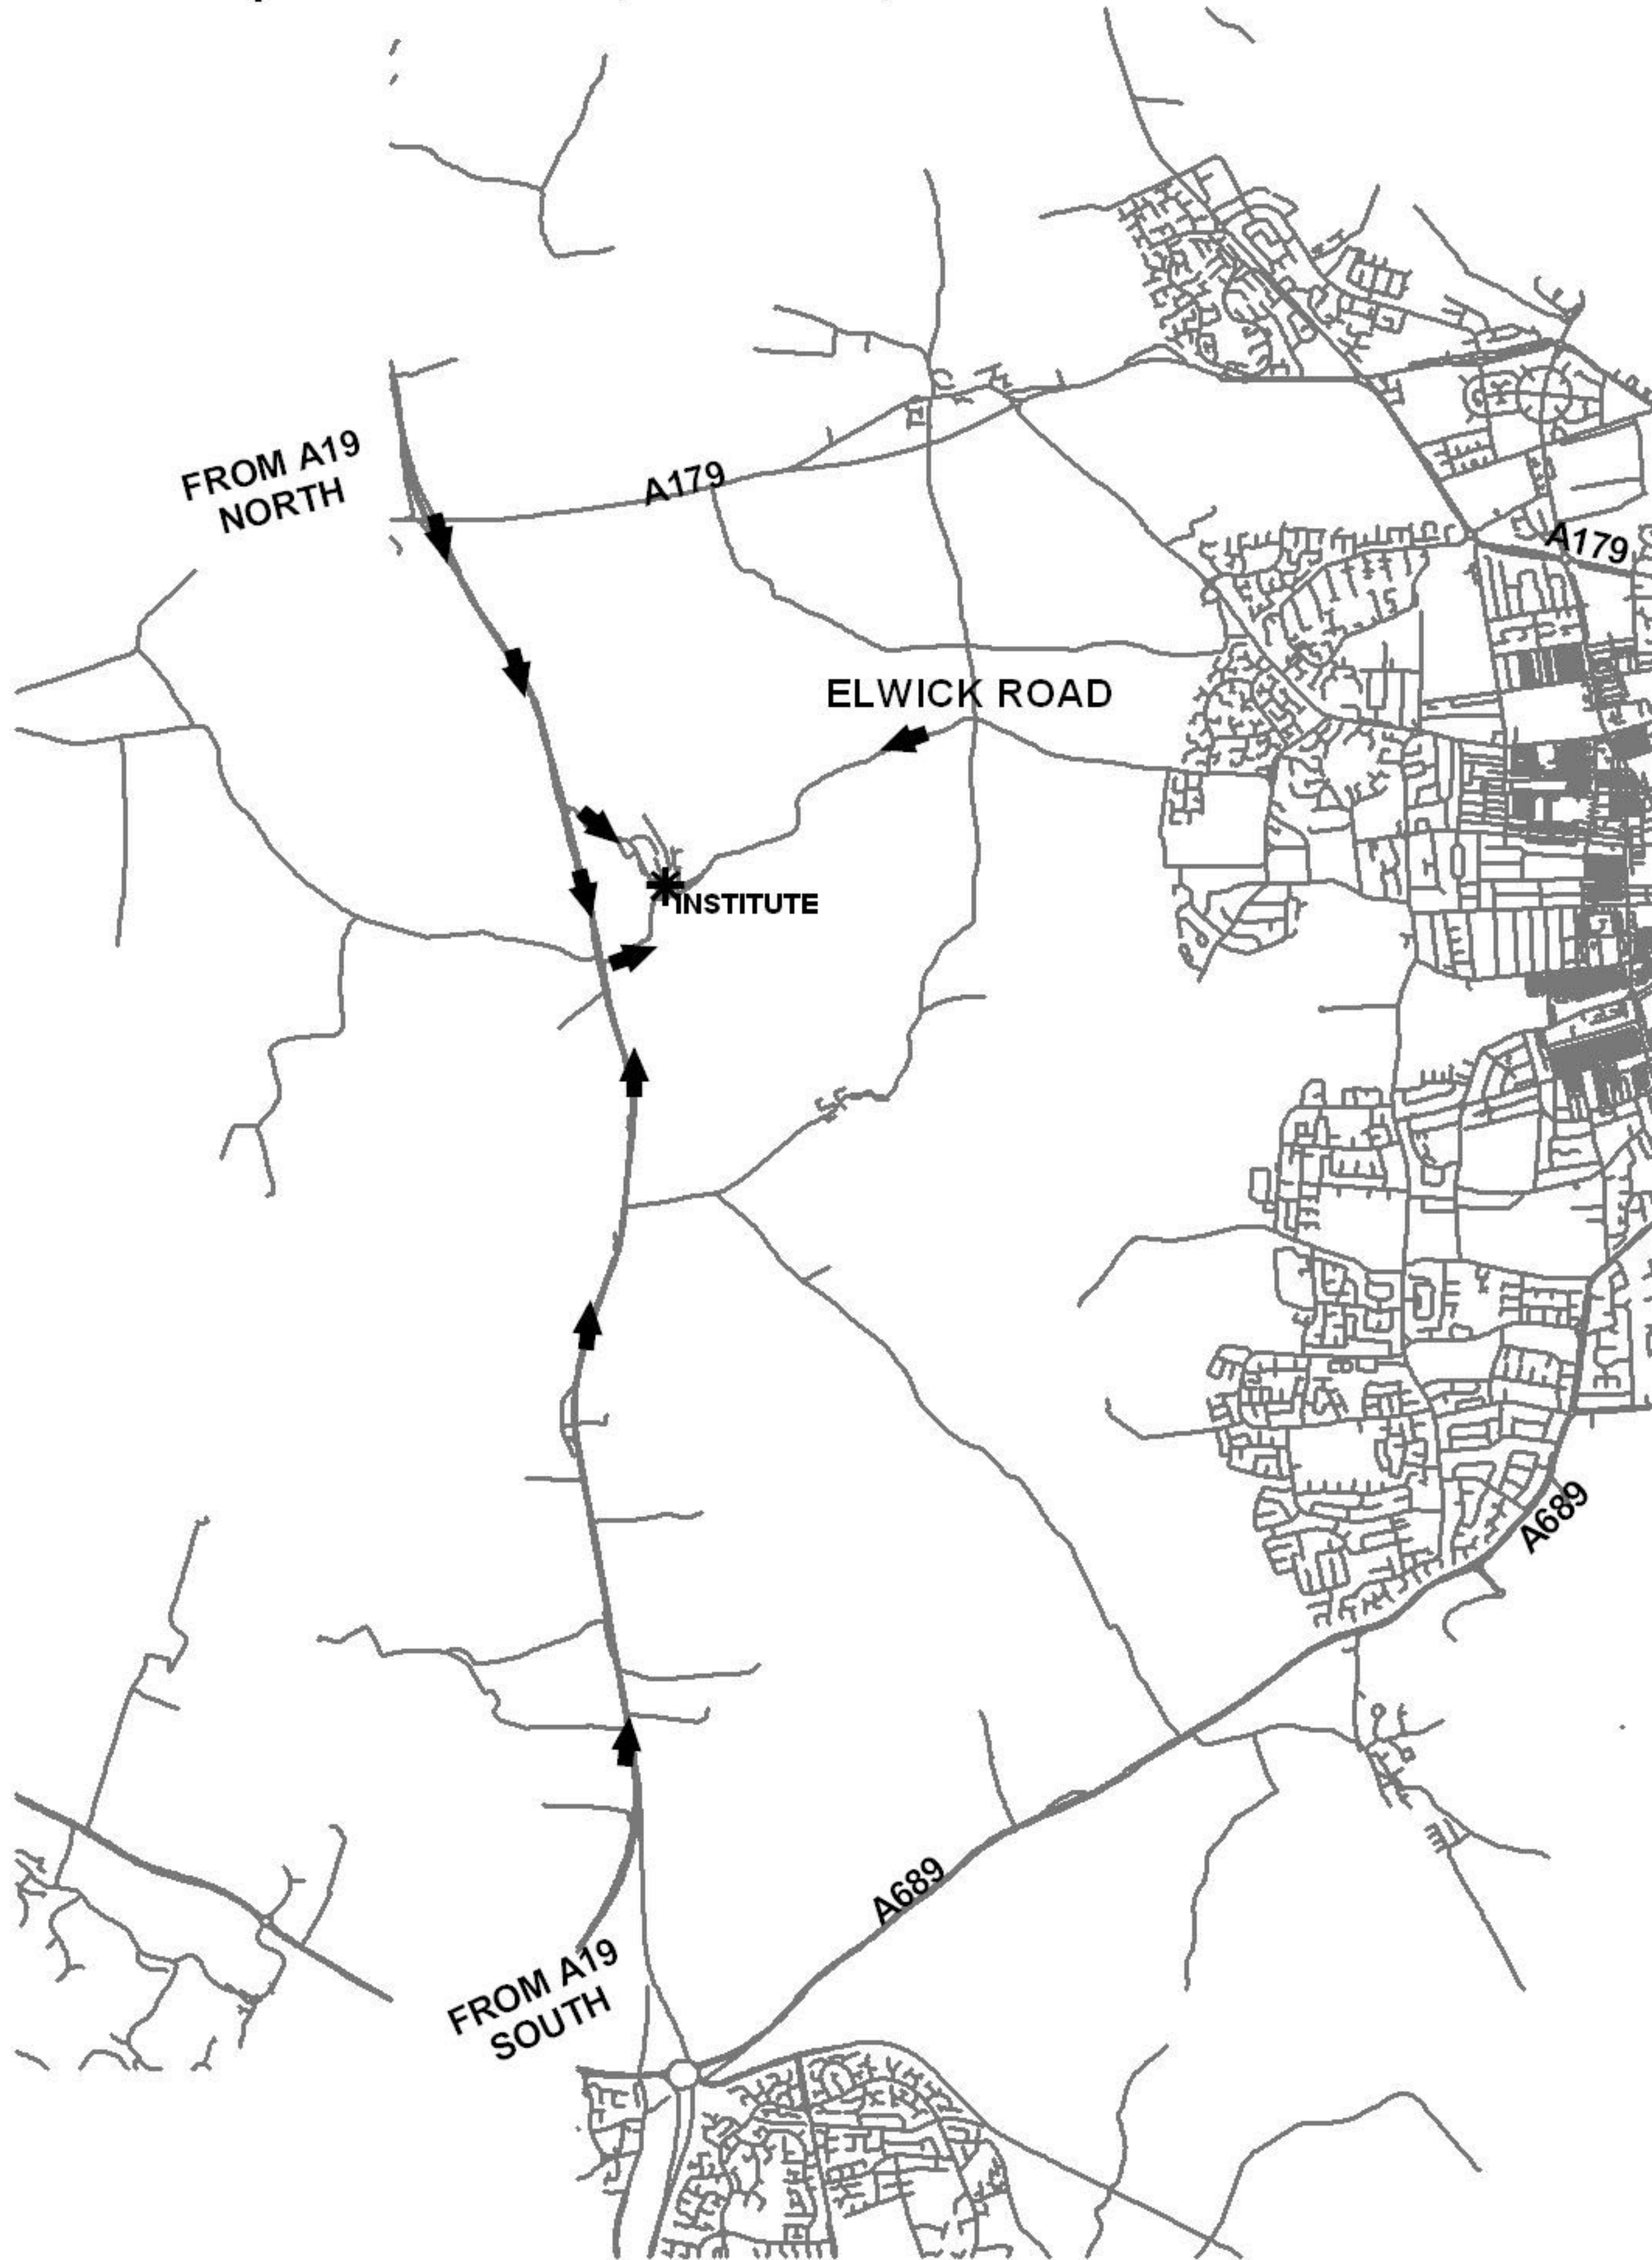 FROM A19
NORTH
A179
A179
ELWICK ROAD
INSTITUTE
A689
A689
FROM A19
SOUTH